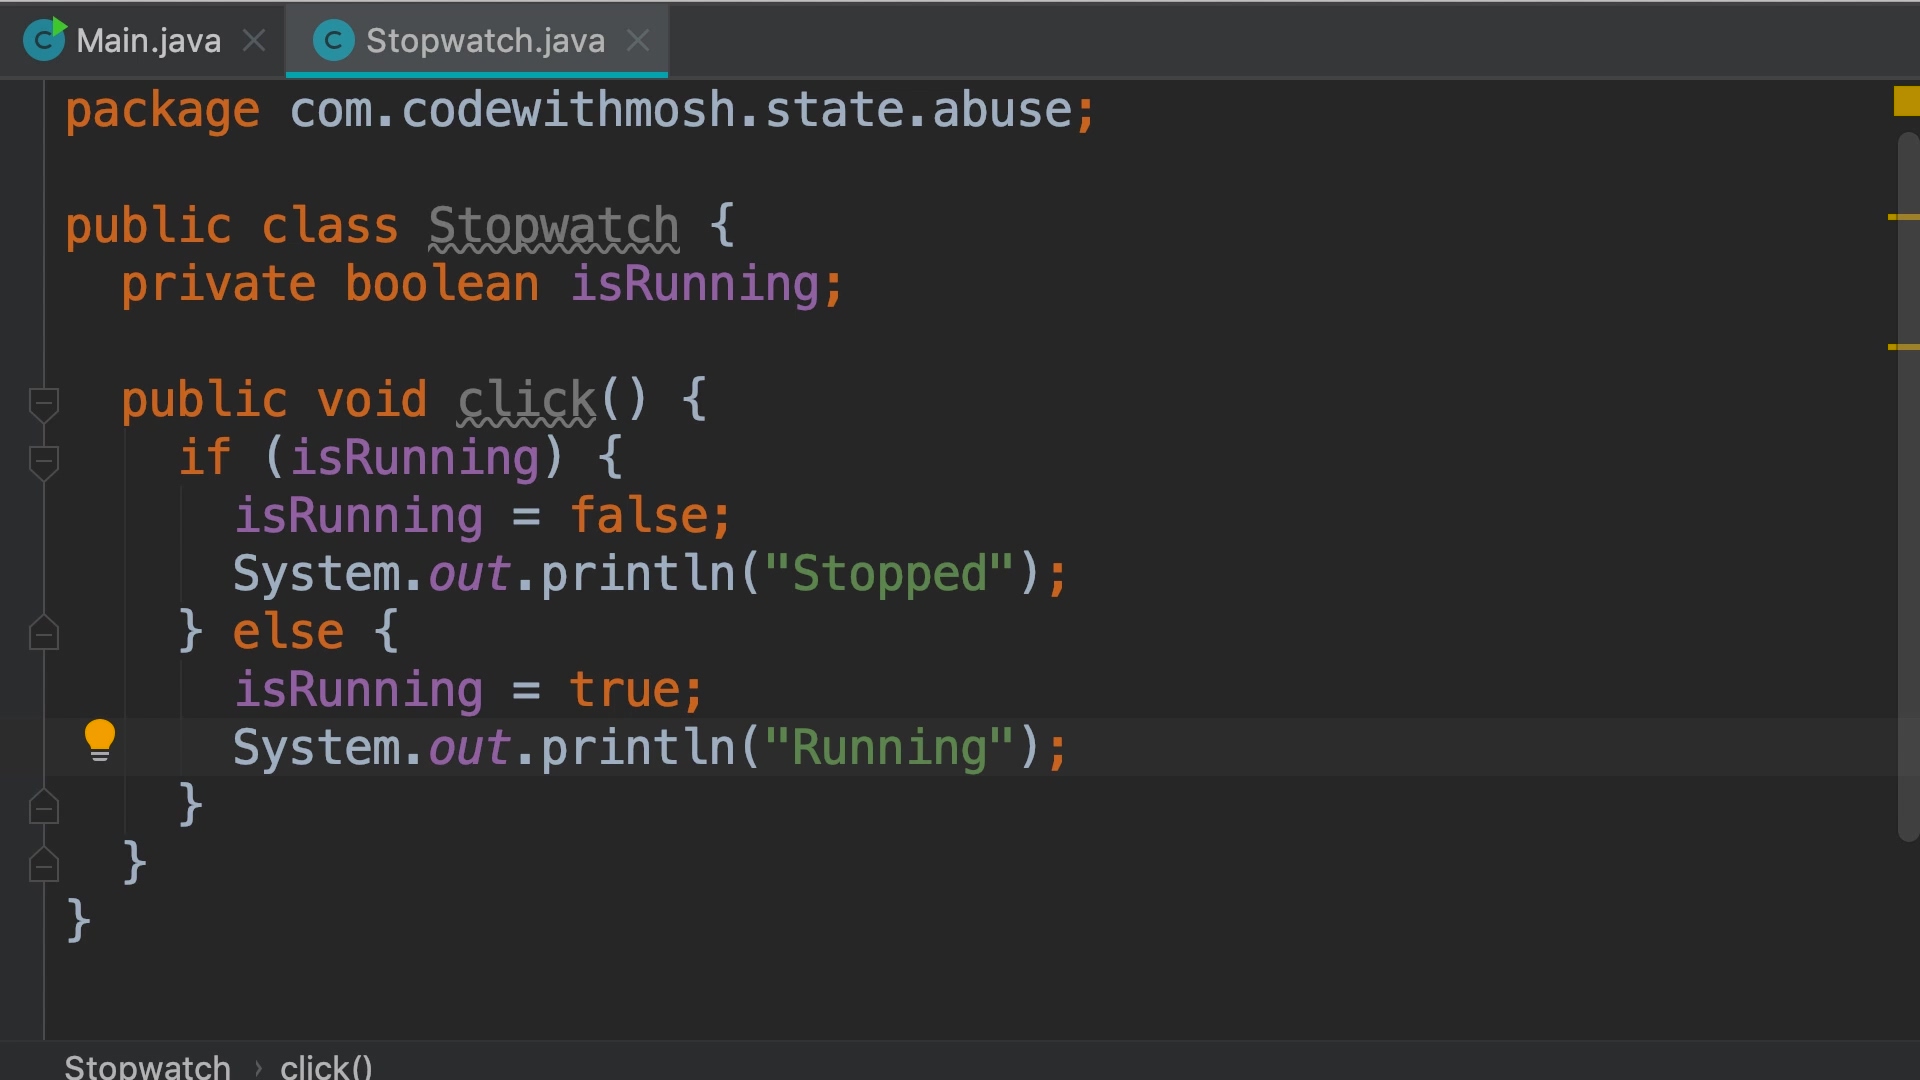 Main.java
Stopwatch.java
package com.codewithmosh.state.abuse;
public class Stopwatch {
private boolean isRunning;
public void click() {
if (isRunning) {
isRunning = false;
System.out.println("Stopped");
} else {
isRunning = true;
System.out.println("Running");
}
}
}
Stopwatch › click()